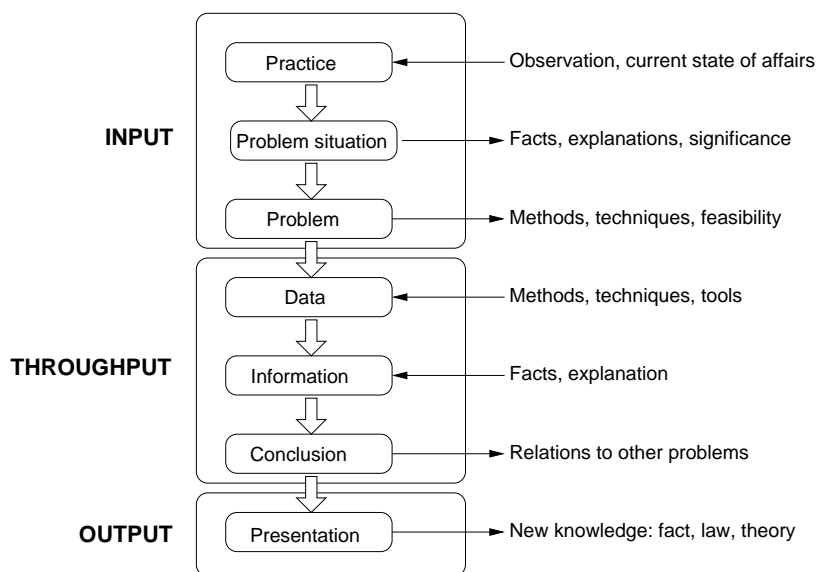 Practice
Observation, current state of affairs
INPUT
Problem situation
Facts, explanations, significance
Problem
Methods, techniques, feasibility
Data
Methods, techniques, tools
THROUGHPUT
Information
Facts, explanation
Conclusion
Relations to other problems
OUTPUT
Presentation
New knowledge: fact, law, theory